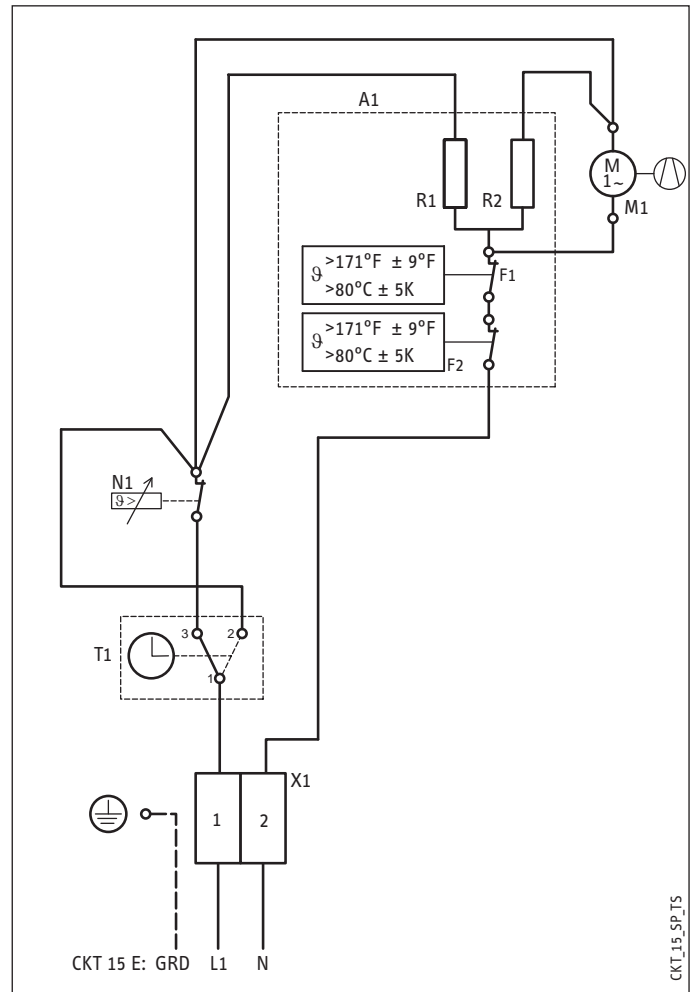 A1
R1
R2
M
1~
M1
ϑ >171°F ± 9°F
>80°C ± 5K
F1
ϑ >171°F ± 9°F
>80°C ± 5K
F2
N1
ϑ>
3
2
T1
1
X1
1
2
CKT 15 E: GRD L1 N
CKT_15_SP_TS